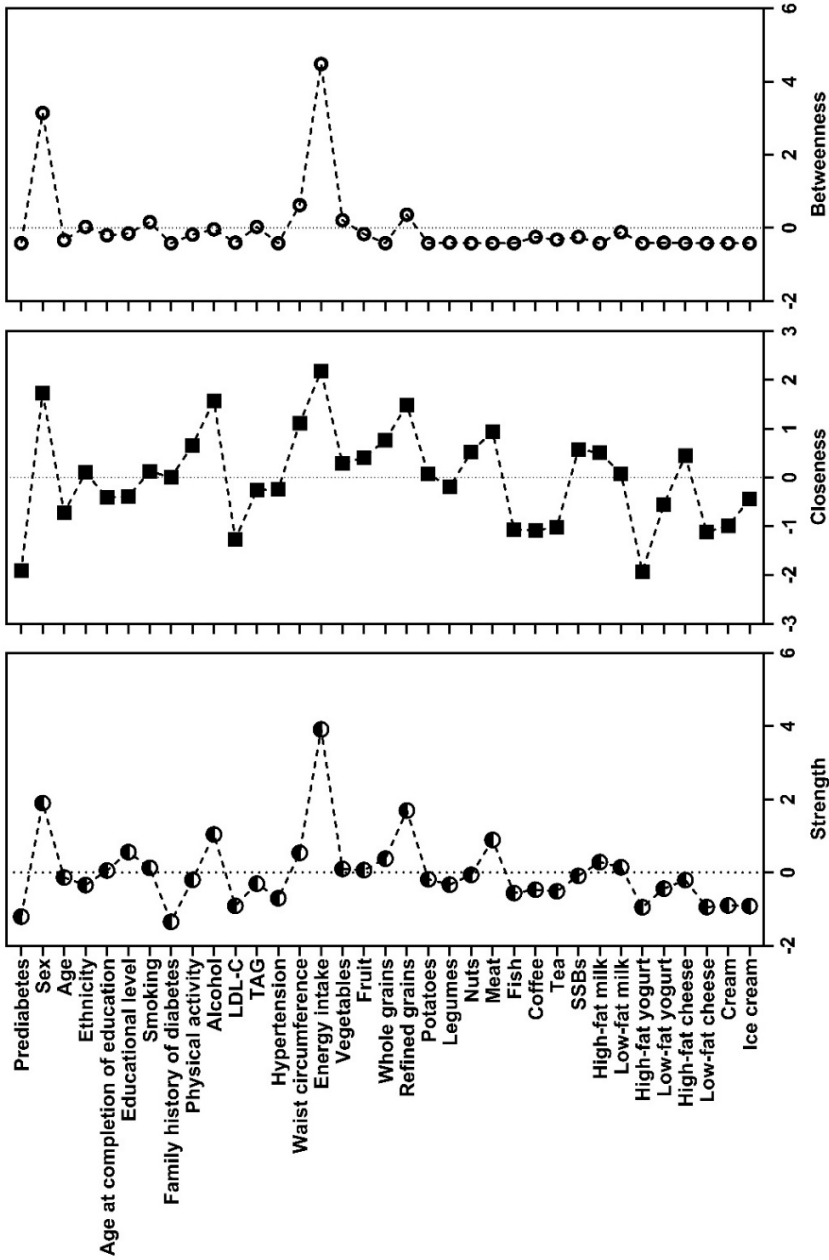 Prediabetes
Sex
Age
Ethnicity
Age at completion of education
Educational level
Smoking
Family history of diabetes
Physical activity
Alcohol
LDL-C
TAG
Hypertension
Waist circumference
Energy intake
Vegetables
Fruit
Whole grains
Refined grains
Potatoes
Legumes
Nuts
Meat
Fish
Coffee
Tea
SSBs
High-fat milk
Low-fat milk
High-fat yogurt
Low-fat yogurt
High-fat cheese
Low-fat cheese
Cream
Ice cream
-2 0 2 4 6
Strength
-3 -2 -1 0 1 2 3
Closeness
-2 0 2 4 6
Betweenness